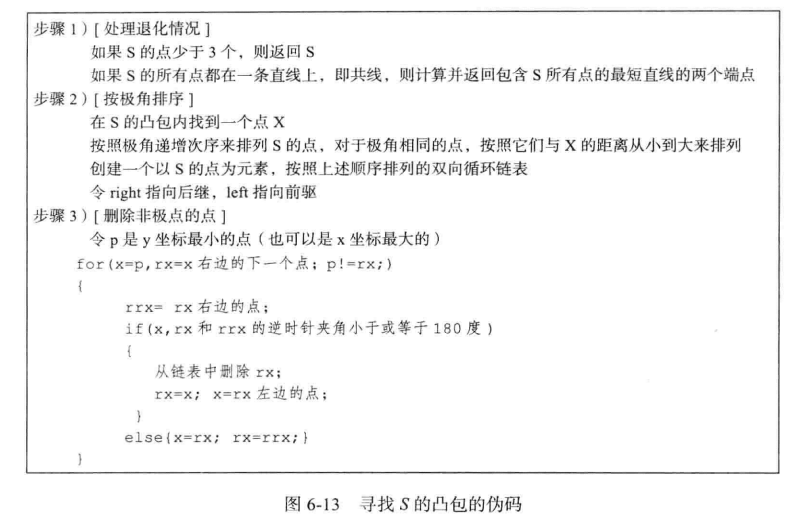 步骤 1）[ 处理退化情况 ]
如果 S 的点少于 3 个，则返回 S
如果 S 的所有点都在一条直线上，即共线，则计算并返回包含 S 所有点的最短直线的两个端点
步骤 2）[ 按极角排序 ]
在 S 的凸包内找到一个点 X
按照极角递增次序来排列 S 的点，对于极角相同的点，按照它们与 X 的距离从小到大来排列
创建一个以 S 的点为元素，按照上述顺序排列的双向循环链表
令 right 指向后继，left 指向前驱
步骤 3）[ 删除非极点的点 ]
令 p 是 y 坐标最小的点（也可以是 x 坐标最大的）
for(x=p,rx=x 右边的下一个点; p!=rx;)
{
rrx= rx 右边的点;
if(x,rx 和 rrx 的逆时针夹角小于或等于 180 度 )
{
从链表中删除 rx;
rx=x; x=rx 左边的点;
}
else{x=rx; rx=rrx;}
}
图 6-13 寻找 S 的凸包的伪码